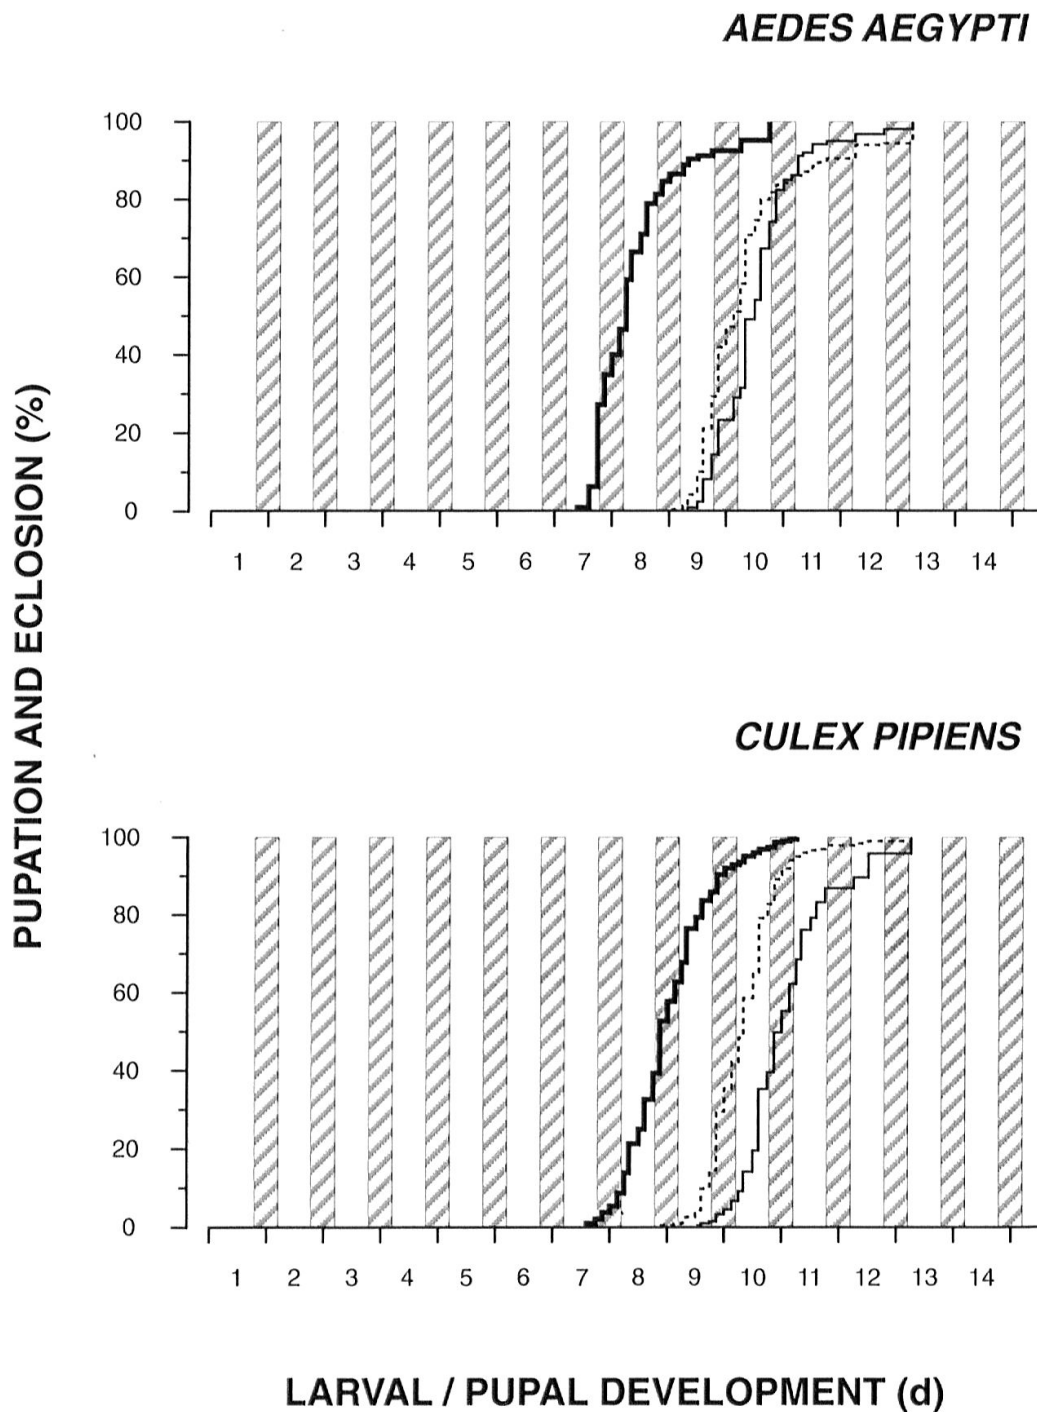 AEDES AEGYPTI
PUPATION AND ECLOSION (%)
100
80
60
40
20
0
1 2 3 4 5 6 7 8 9 10 11 12 13 14
CULEX PIPIENS
100
80
60
40
20
0
1 2 3 4 5 6 7 8 9 10 11 12 13 14
LARVAL / PUPAL DEVELOPMENT (d)